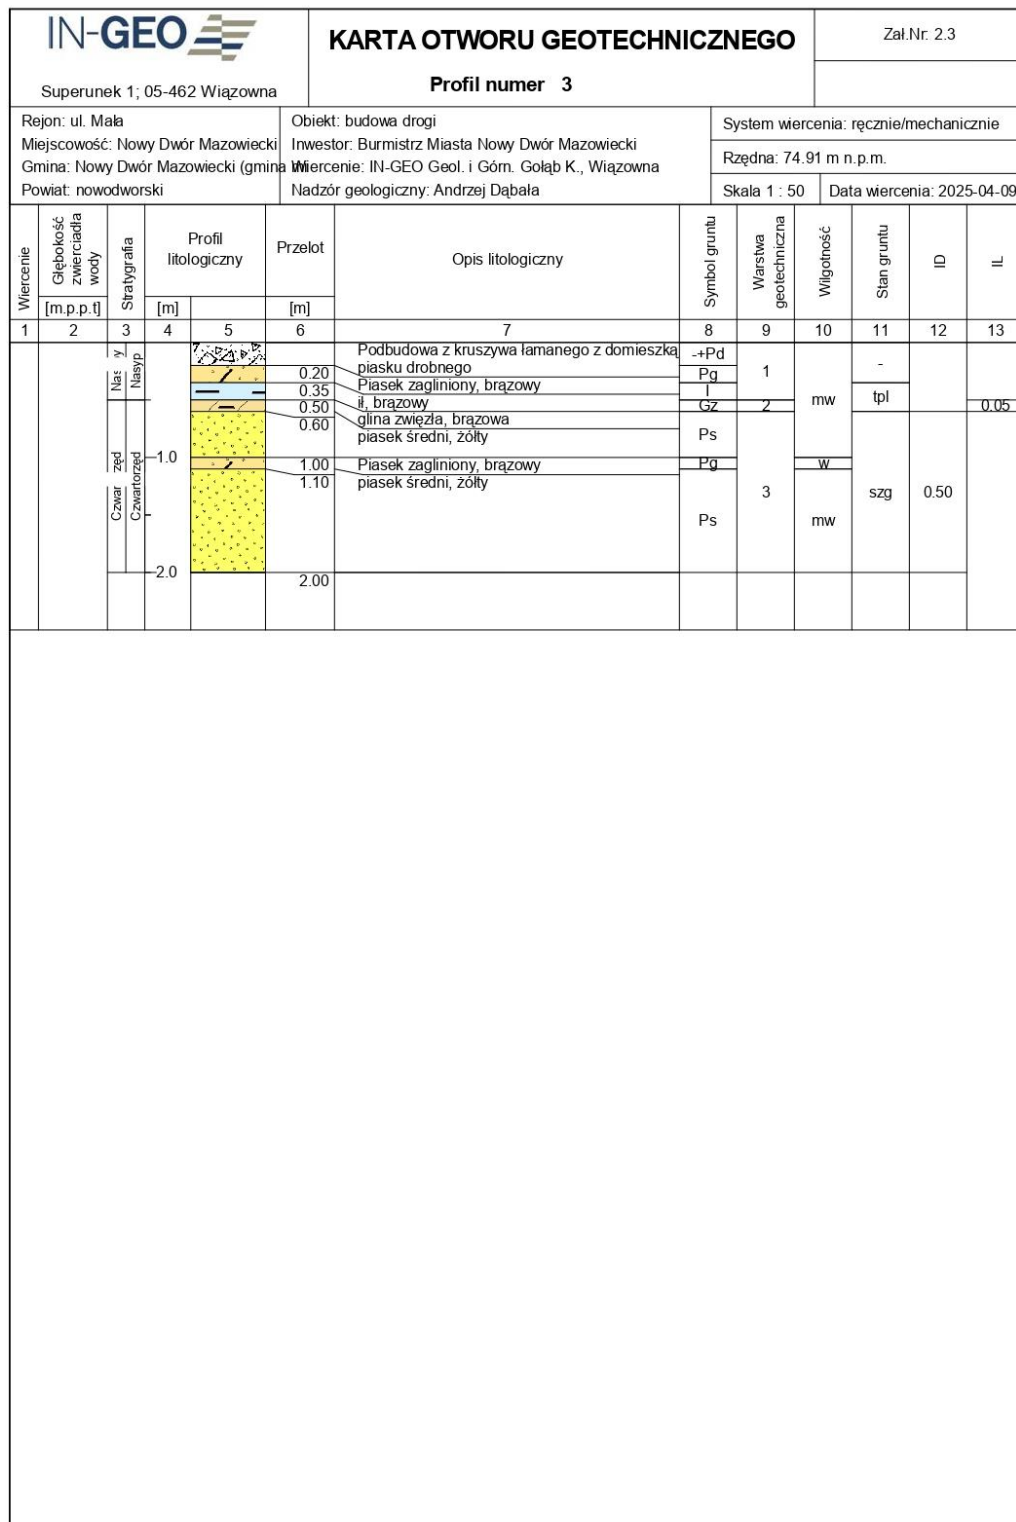 IN-GEO
Superunek 1; 05-462 Wiązowna
KARTA OTWORU GEOTECHNICZNEGO
Profil numer 3
Zał.Nr: 2.3
Rejon: ul. Mała
Miejscowość: Nowy Dwór Mazowiecki
Gmina: Nowy Dwór Mazowiecki (gmina
Powiat: nowodworski
Obiekt: budowa drogi
Inwestor: Burmistrz Miasta Nowy Dwór Mazowiecki
Wiercenie: IN-GEO Geol. i Górn. Gołąb K., Wiązowna
Nadzór geologiczny: Andrzej Dąbała
System wiercenia: ręcznie/mechanicznie
Rzędna: 74.91 m n.p.m.
Skala 1 : 50
Data wiercenia: 2025-04-09
Wiercenie
Głębokość zwierciadła wody
[m.p.p.t]
Stratygrafia
Profil litologiczny
[m]
Przelot
[m]
Opis litologiczny
Symbol gruntu
Warstwa geotechniczna
Wilgotność
Stan gruntu
ID
IL
1 2 3 4 5 6 7 8 9 10 11 12 13
Nasyp
Czwartorzęd
1.0
2.0
0.20
0.35
0.50
0.60
1.00
1.10
2.00
Podbudowa z kruszywa łamanego z domieszką
piasku drobnego
Piasek zagliniony, brązowy
ił, brązowy
glina zwięzła, brązowa
piasek średni, żółty
Piasek zagliniony, brązowy
piasek średni, żółty
-+Pd
Pg
I
Gz
Ps
Pg
Ps
1
2
3
mw
w
mw
-
tpl
szg
0.50
0.05